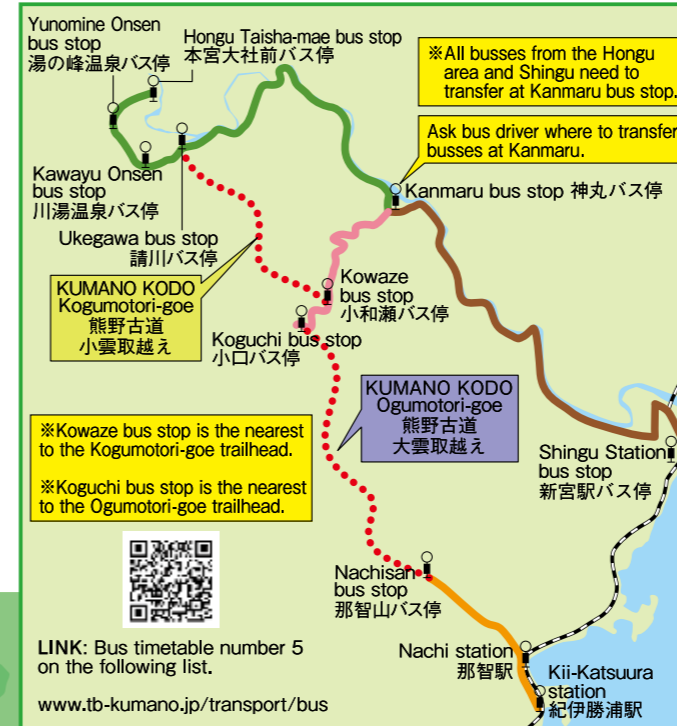 Yunomine Onsen
bus stop
湯の峰温泉バス停
Hongu Taisha-mae bus stop
本宮大社前バス停
※All busses from the Hongu
area and Shingu need to
transfer at Kanmaru bus stop.
Ask bus driver where to transfer
busses at Kanmaru.
Kawayu Onsen
bus stop
川湯温泉バス停
Kanmaru bus stop 神丸バス停
Ukegawa bus stop
請川バス停
KUMANO KODO
Kogumotori-goe
熊野古道
小雲取越え
Kowaze
bus stop
小和瀬バス停
Koguchi bus stop
小口バス停
KUMANO KODO
Ogumotori-goe
熊野古道
大雲取越え
※Kowaze bus stop is the nearest
to the Kogumotori-goe trailhead.
※Koguchi bus stop is the nearest
to the Ogumotori-goe trailhead.
Shingu Station
bus stop
新宮駅バス停
Nachisan
bus stop
那智山バス停
LINK: Bus timetable number 5
on the following list.
www.tb-kumano.jp/transport/bus
Nachi station
那智駅
Kii-Katsuura
station
紀伊勝浦駅